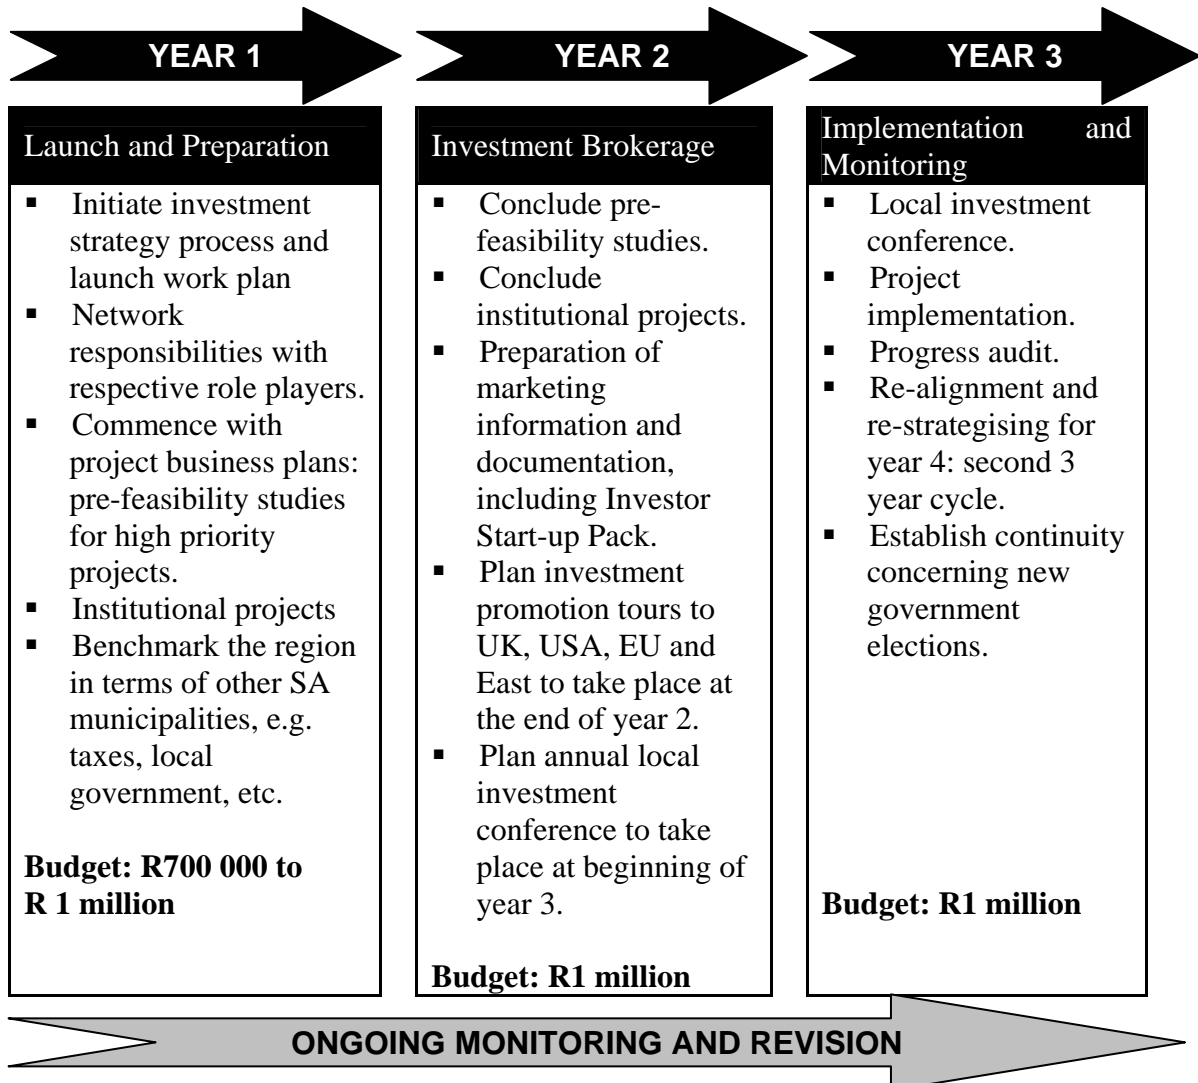 YEAR 1
YEAR 2
YEAR 3
Launch and Preparation
▪ Initiate investment
strategy process and
launch work plan
▪ Network
responsibilities with
respective role players.
▪ Commence with
project business plans:
pre-feasibility studies
for high priority
projects.
▪ Institutional projects
▪ Benchmark the region
in terms of other SA
municipalities, e.g.
taxes, local
government, etc.
Budget: R700 000 to
R 1 million
Investment Brokerage
▪ Conclude pre-
feasibility studies.
▪ Conclude
institutional projects.
▪ Preparation of
marketing
information and
documentation,
including Investor
Start-up Pack.
▪ Plan investment
promotion tours to
UK, USA, EU and
East to take place at
the end of year 2.
▪ Plan annual local
investment
conference to take
place at beginning of
year 3.
Budget: R1 million
Implementation and
Monitoring
▪ Local investment
conference.
▪ Project
implementation.
▪ Progress audit.
▪ Re-alignment and
re-strategising for
year 4: second 3
year cycle.
▪ Establish continuity
concerning new
government
elections.
Budget: R1 million
ONGOING MONITORING AND REVISION